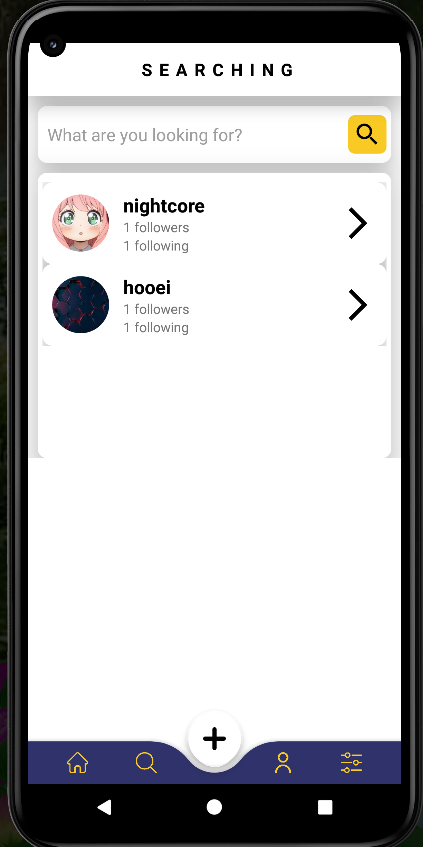 SEARCHING
What are you looking for?
nightcore
1 followers
1 following
hooei
1 followers
1 following